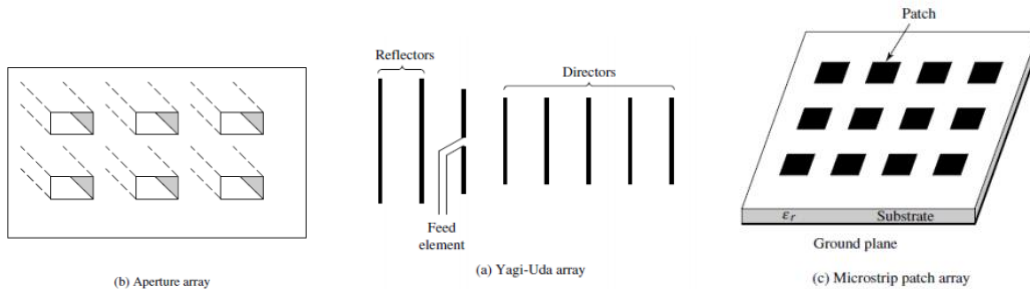 (b) Aperture array
Reflectors
Directors
Feed
element
(a) Yagi-Uda array
Patch
εr
Substrate
Ground plane
(c) Microstrip patch array